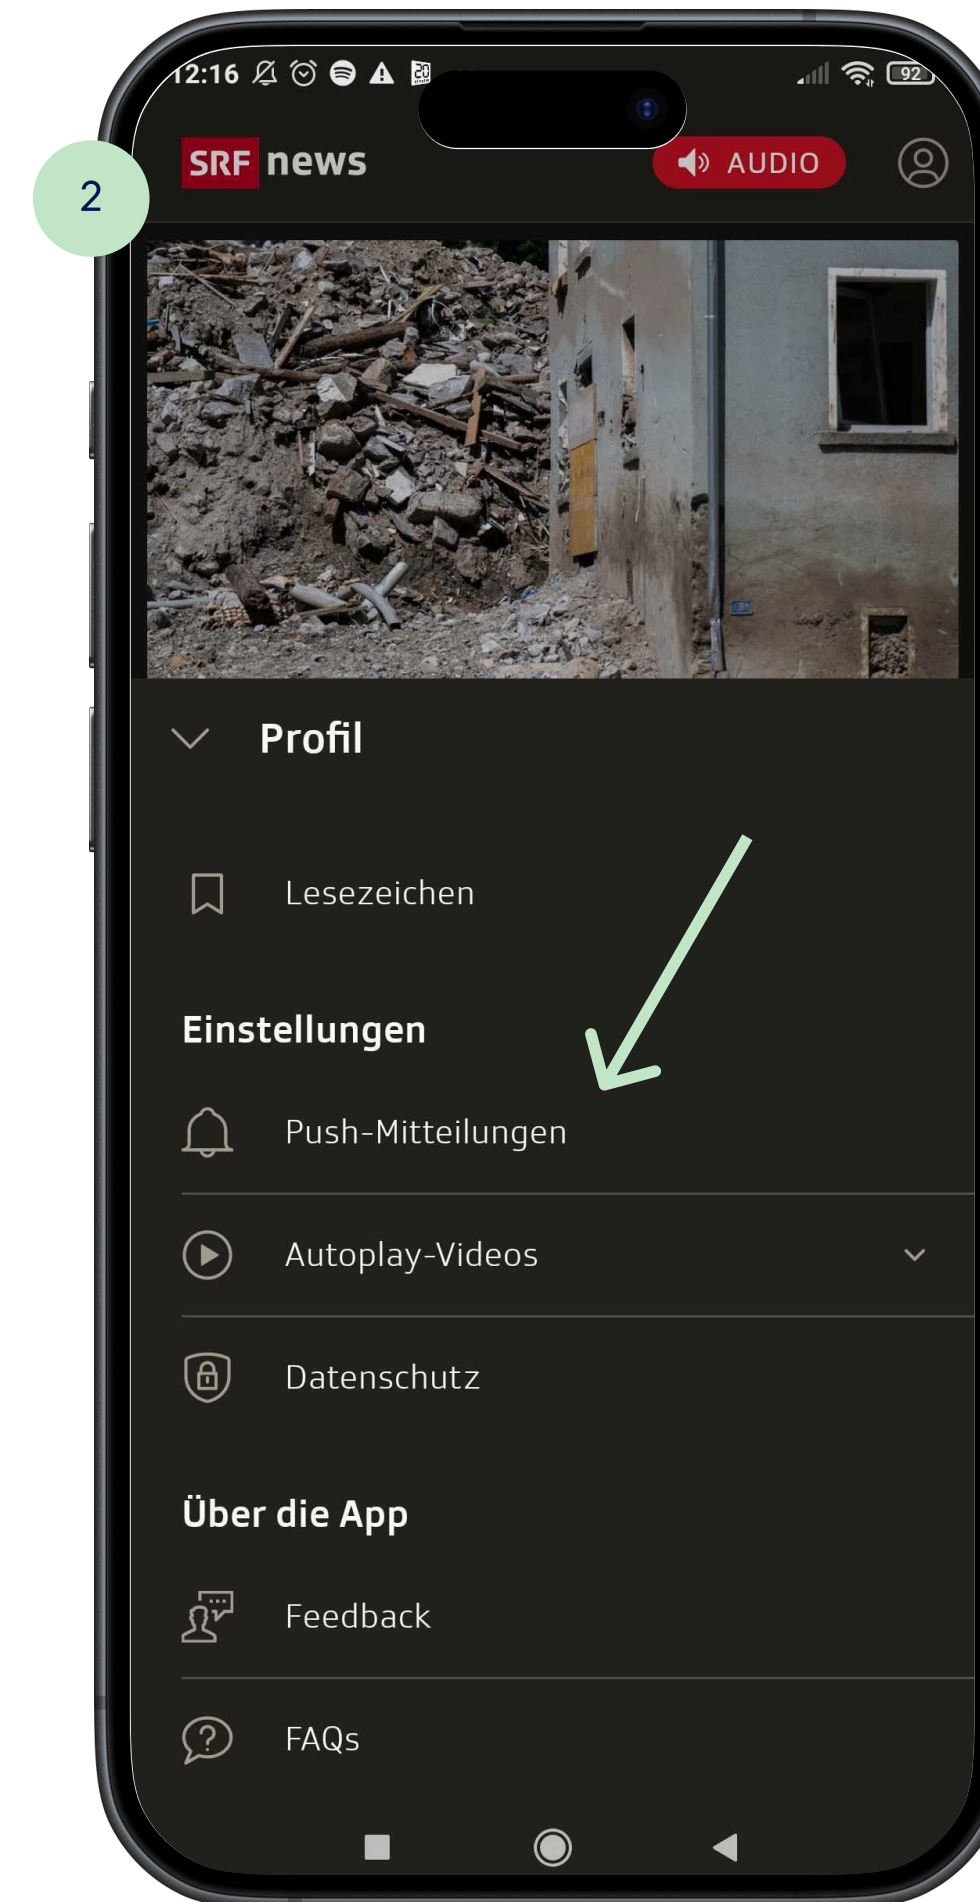 12:16
92
SRF news
AUDIO
2
Profil
Lesezeichen
Einstellungen
Push-Mitteilungen
Autoplay-Videos
Datenschutz
Über die App
Feedback
FAQs